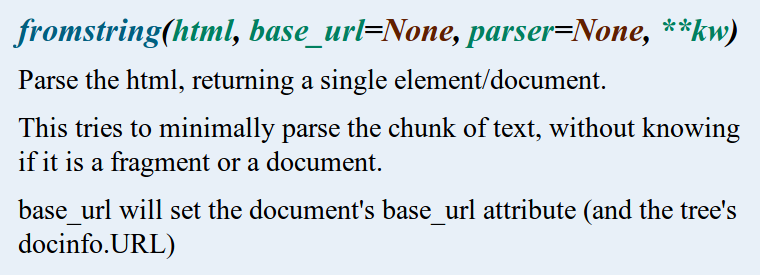 fromstring(html, base_url=None, parser=None, **kw)
Parse the html, returning a single element/document.
This tries to minimally parse the chunk of text, without knowing
if it is a fragment or a document.
base_url will set the document's base_url attribute (and the tree's
docinfo.URL)